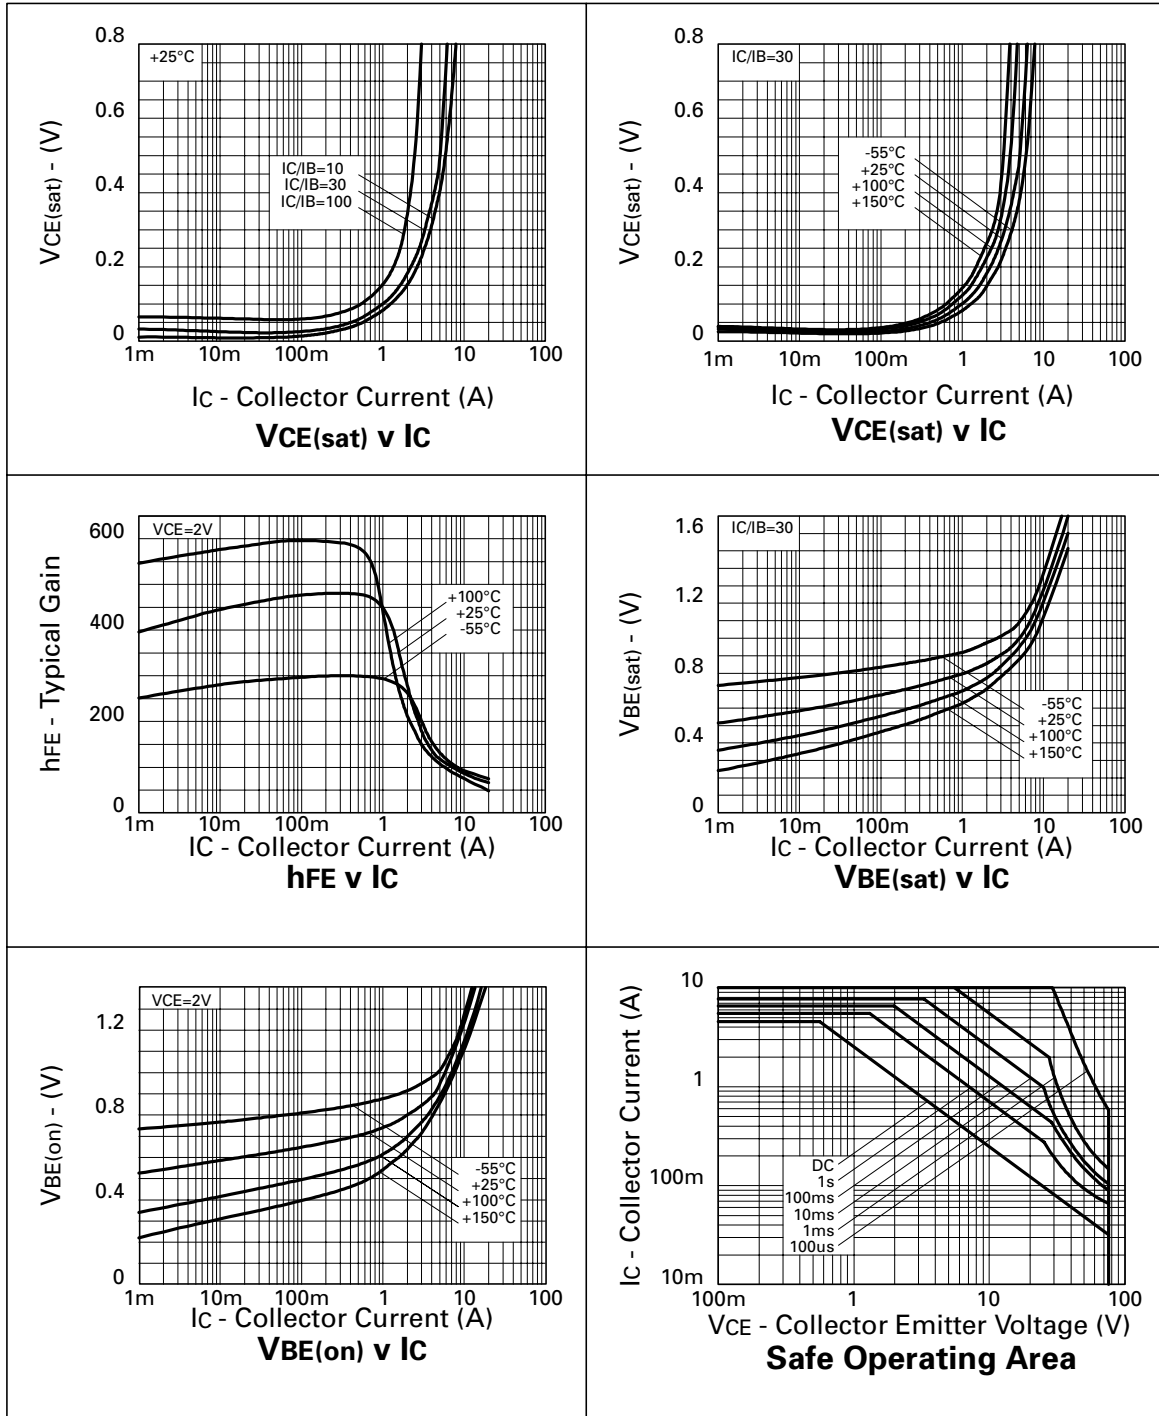 0.8
+25°C
0.6
VCE(sat) - (V)
IC/IB=10
IC/IB=30
IC/IB=100
0.4
0.2
0
1m 10m 100m 1 10 100
IC - Collector Current (A)
VCE(sat) v IC
0.8
IC/IB=30
0.6
VCE(sat) - (V)
-55°C
+25°C
+100°C
+150°C
0.4
0.2
0
1m 10m 100m 1 10 100
IC - Collector Current (A)
VCE(sat) v IC
600
VCE=2V
hFE - Typical Gain
+100°C
+25°C
-55°C
400
200
0
1m 10m 100m 1 10 100
IC - Collector Current (A)
hFE v IC
1.6
IC/IB=30
1.2
VBE(sat) - (V)
0.8
-55°C
+25°C
+100°C
+150°C
0.4
0
1m 10m 100m 1 10 100
IC - Collector Current (A)
VBE(sat) v IC
VCE=2V
1.2
VBE(on) - (V)
0.8
-55°C
+25°C
+100°C
+150°C
0.4
0
1m 10m 100m 1 10 100
IC - Collector Current (A)
VBE(on) v IC
10
IC - Collector Current (A)
1
DC
1s
100ms
10ms
1ms
100us
100m
10m
100m 1 10 100
VCE - Collector Emitter Voltage (V)
Safe Operating Area